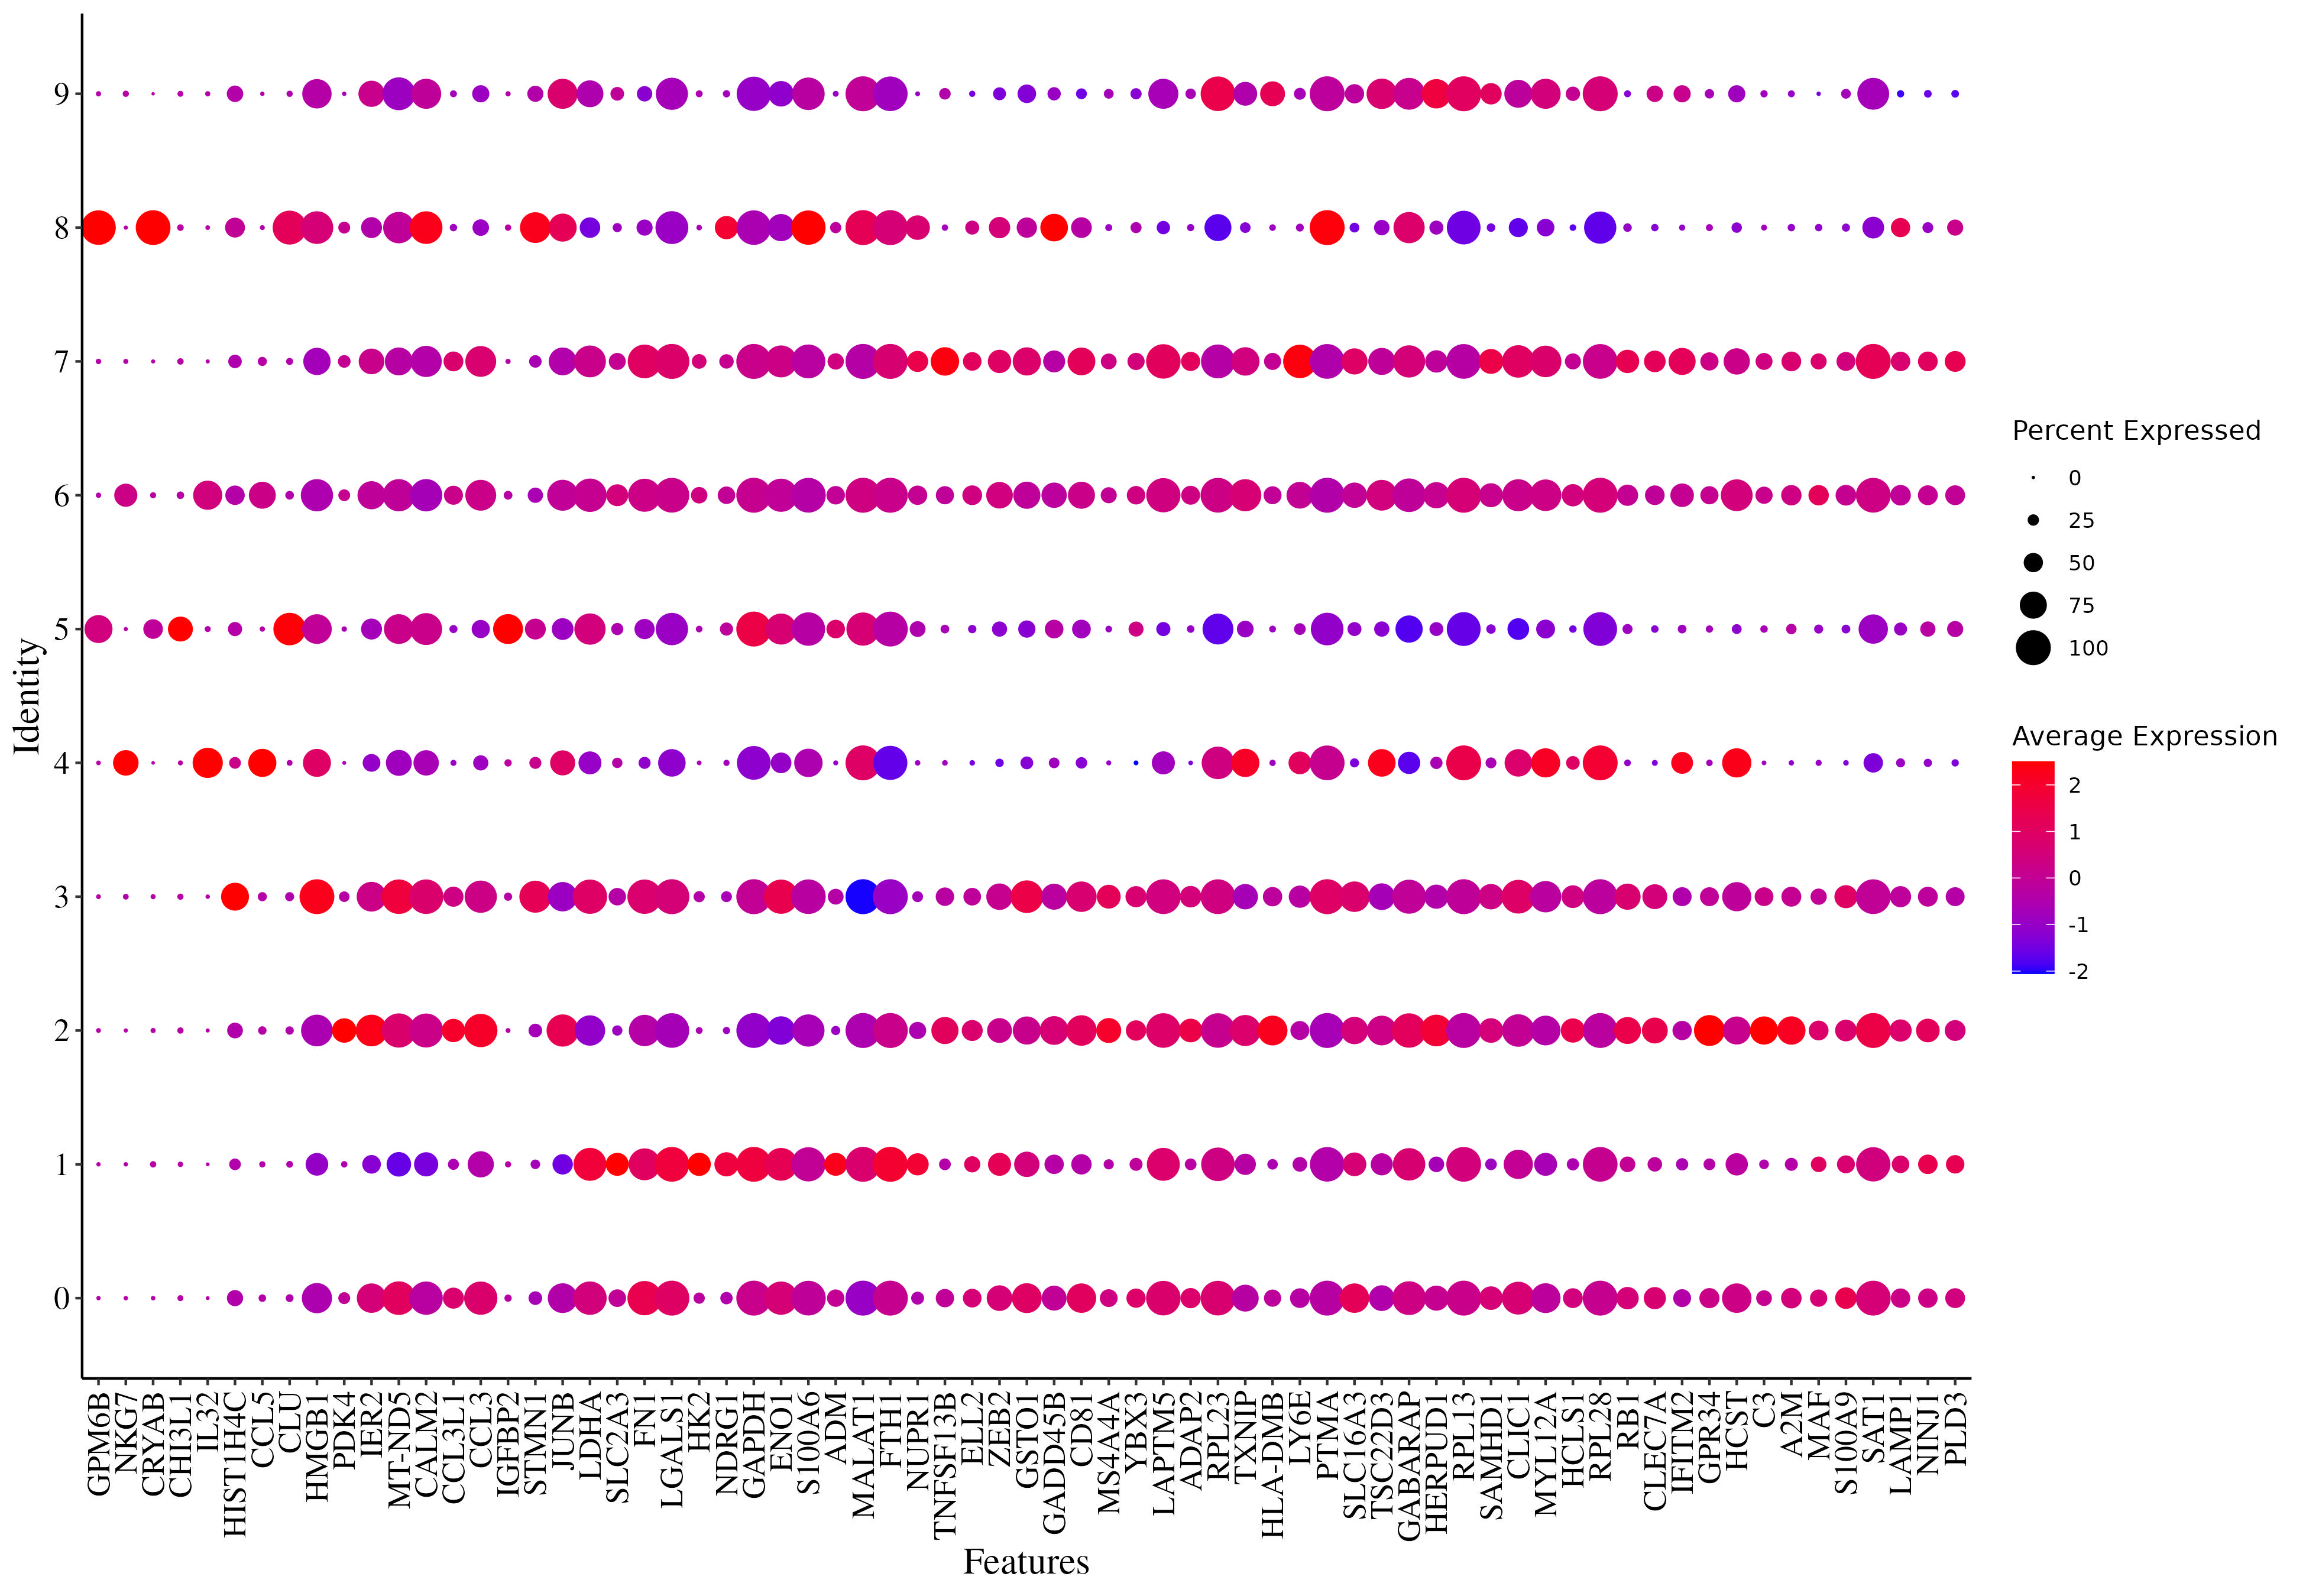 Identity
9
8
7
6
5
4
3
2
1
0
GPM6B
NKG7
CRYAB
CHI3L1
IL32
HIST1H4C
CCL5
CLU
HMGB1
PDK4
IER2
MT-ND5
CALM2
CCL3L1
CCL3
IGFBP2
STMN1
JUNB
LDHA
SLC2A3
FN1
LGALS1
HK2
NDRG1
GAPDH
ENO1
S100A6
ADM
MALAT1
FTH1
NUPR1
TNFSF13B
ELL2
ZEB2
GSTO1
GADD45B
CD81
MS4A4A
YBX3
LAPTM5
ADAP2
RPL23
TXNIP
HLA-DMB
LY6E
PTMA
SLC16A3
TSC22D3
GABARAP
HERPUD1
RPL13
SAMHD1
CLIC1
MYL12A
HCLS1
RPL28
RB1
CLEC7A
IFITM2
GPR34
HCST
C3
A2M
MAF
S100A9
SAT1
LAMP1
NINJ1
PLD3
Features
Percent Expressed
0
25
50
75
100
Average Expression
2
1
0
-1
-2